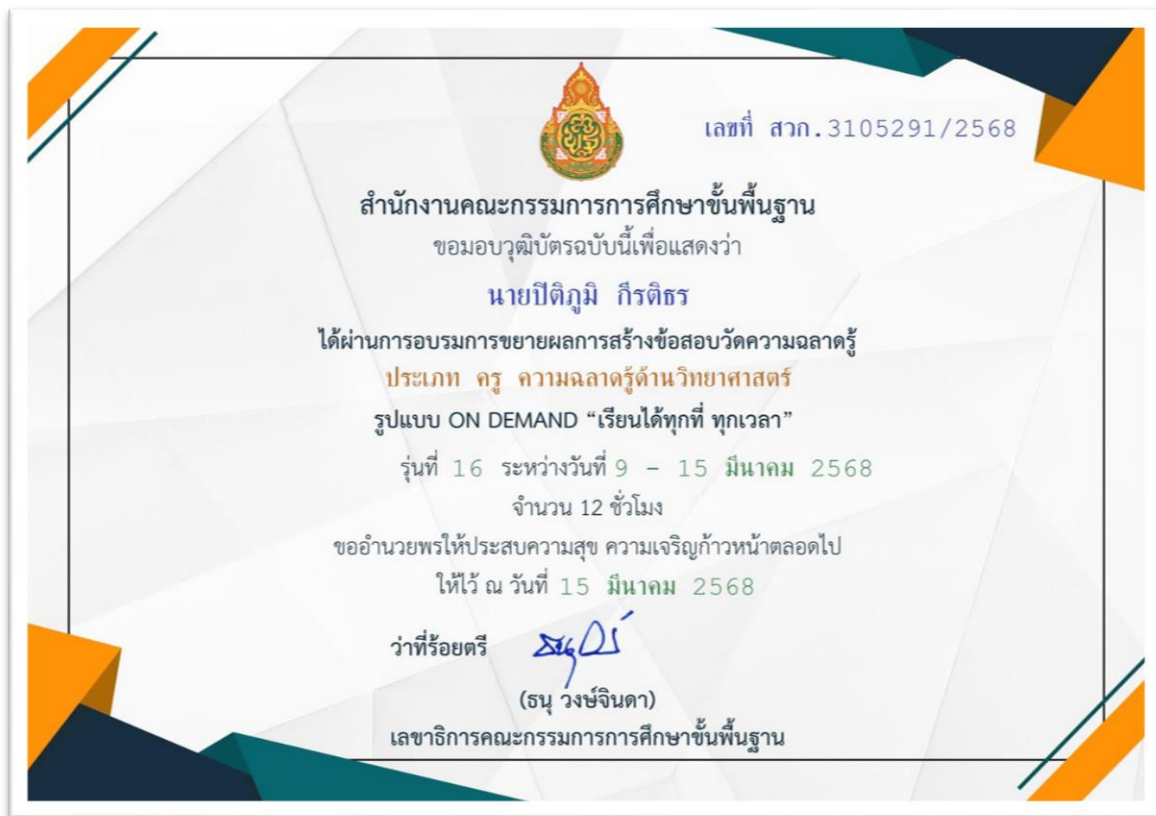 เลขที่ สวก.3105291/2568
สำนักงานคณะกรรมการการศึกษาขั้นพื้นฐาน
ขอมอบวุฒิบัตรฉบับนี้เพื่อแสดงว่า
นายปิติภูมิ กีรติธร
ได้ผ่านการอบรมการขยายผลการสร้างข้อสอบวัดความฉลาดรู้
ประเภท ครู ความฉลาดรู้ด้านวิทยาศาสตร์
รูปแบบ ON DEMAND “เรียนได้ทุกที่ ทุกเวลา”
รุ่นที่ 16 ระหว่างวันที่ 9 - 15 มีนาคม 2568
จำนวน 12 ชั่วโมง
ขออำนวยพรให้ประสบความสุข ความเจริญก้าวหน้าตลอดไป
ให้ไว้ ณ วันที่ 15 มีนาคม 2568
ว่าที่ร้อยตรี
(ธนุ วงษ์จินดา)
เลขาธิการคณะกรรมการการศึกษาขั้นพื้นฐาน